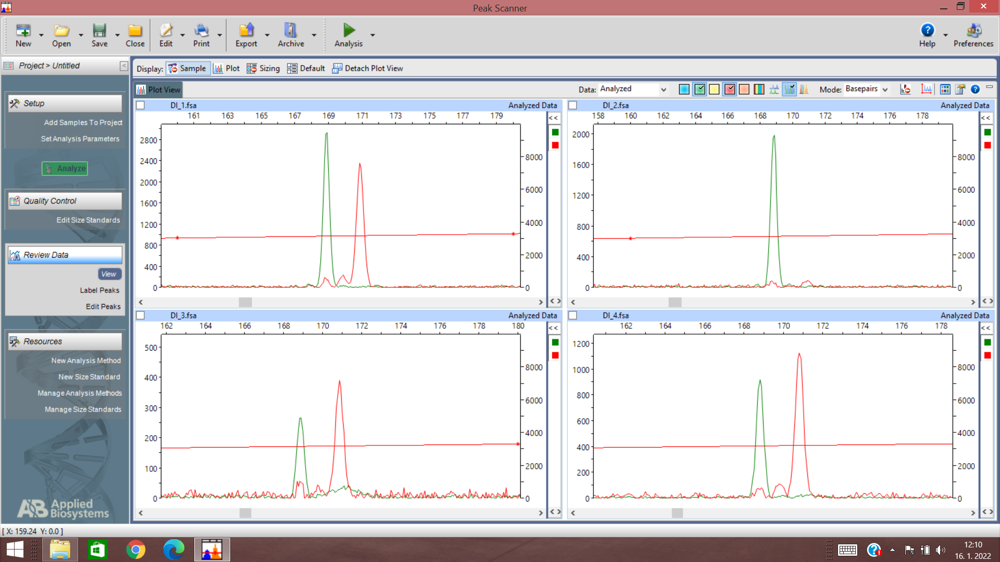 Peak Scanner
New Open Save Close Edit Print Export Archive Analysis Help Preferences
Project > Untitled <
Display: Sample Plot Sizing Default Detach Plot View
Plot View Data: Analyzed Mode: Basepairs
Setup
Add Samples To Project
Set Analysis Parameters
Analyze
Quality Control
Edit Size Standards
Review Data
View
Label Peaks
Edit Peaks
Resources
New Analysis Method
New Size Standard
Manage Analysis Methods
Manage Size Standards
AB Applied
Biosystems
DI_1.fsa Analyzed Data
161 163 165 167 169 171 173 175 177 179 <<
2800
2400
2000
1600
1200
800
400
0
8000
6000
4000
2000
0
< > < >
DI_2.fsa Analyzed Data
158 160 162 164 166 168 170 172 174 176 178 <<
2000
1600
1200
800
400
0
8000
6000
4000
2000
0
< > < >
DI_3.fsa Analyzed Data
162 164 166 168 170 172 174 176 178 180 <<
500
400
300
200
100
0
8000
6000
4000
2000
0
< > < >
DI_4.fsa Analyzed Data
162 164 166 168 170 172 174 176 178 <<
1200
1000
800
600
400
200
0
8000
6000
4000
2000
0
< > < >
[ X: 159.24 Y: 0.0 ]
12:10
16. 1. 2022